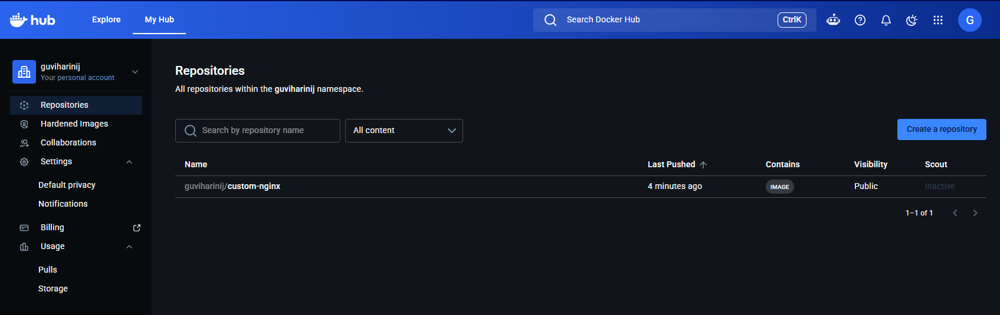 hub
Explore
My Hub
Search Docker Hub
CtrlK
G
guviharinij
Your personal account
Repositories
Hardened Images
Collaborations
Settings
Default privacy
Notifications
Billing
Usage
Pulls
Storage
Repositories
All repositories within the guviharinij namespace.
Search by repository name
All content
Create a repository
Name Last Pushed Contains Visibility Scout
guviharinij/custom-nginx 4 minutes ago IMAGE Public Inactive
1–1 of 1